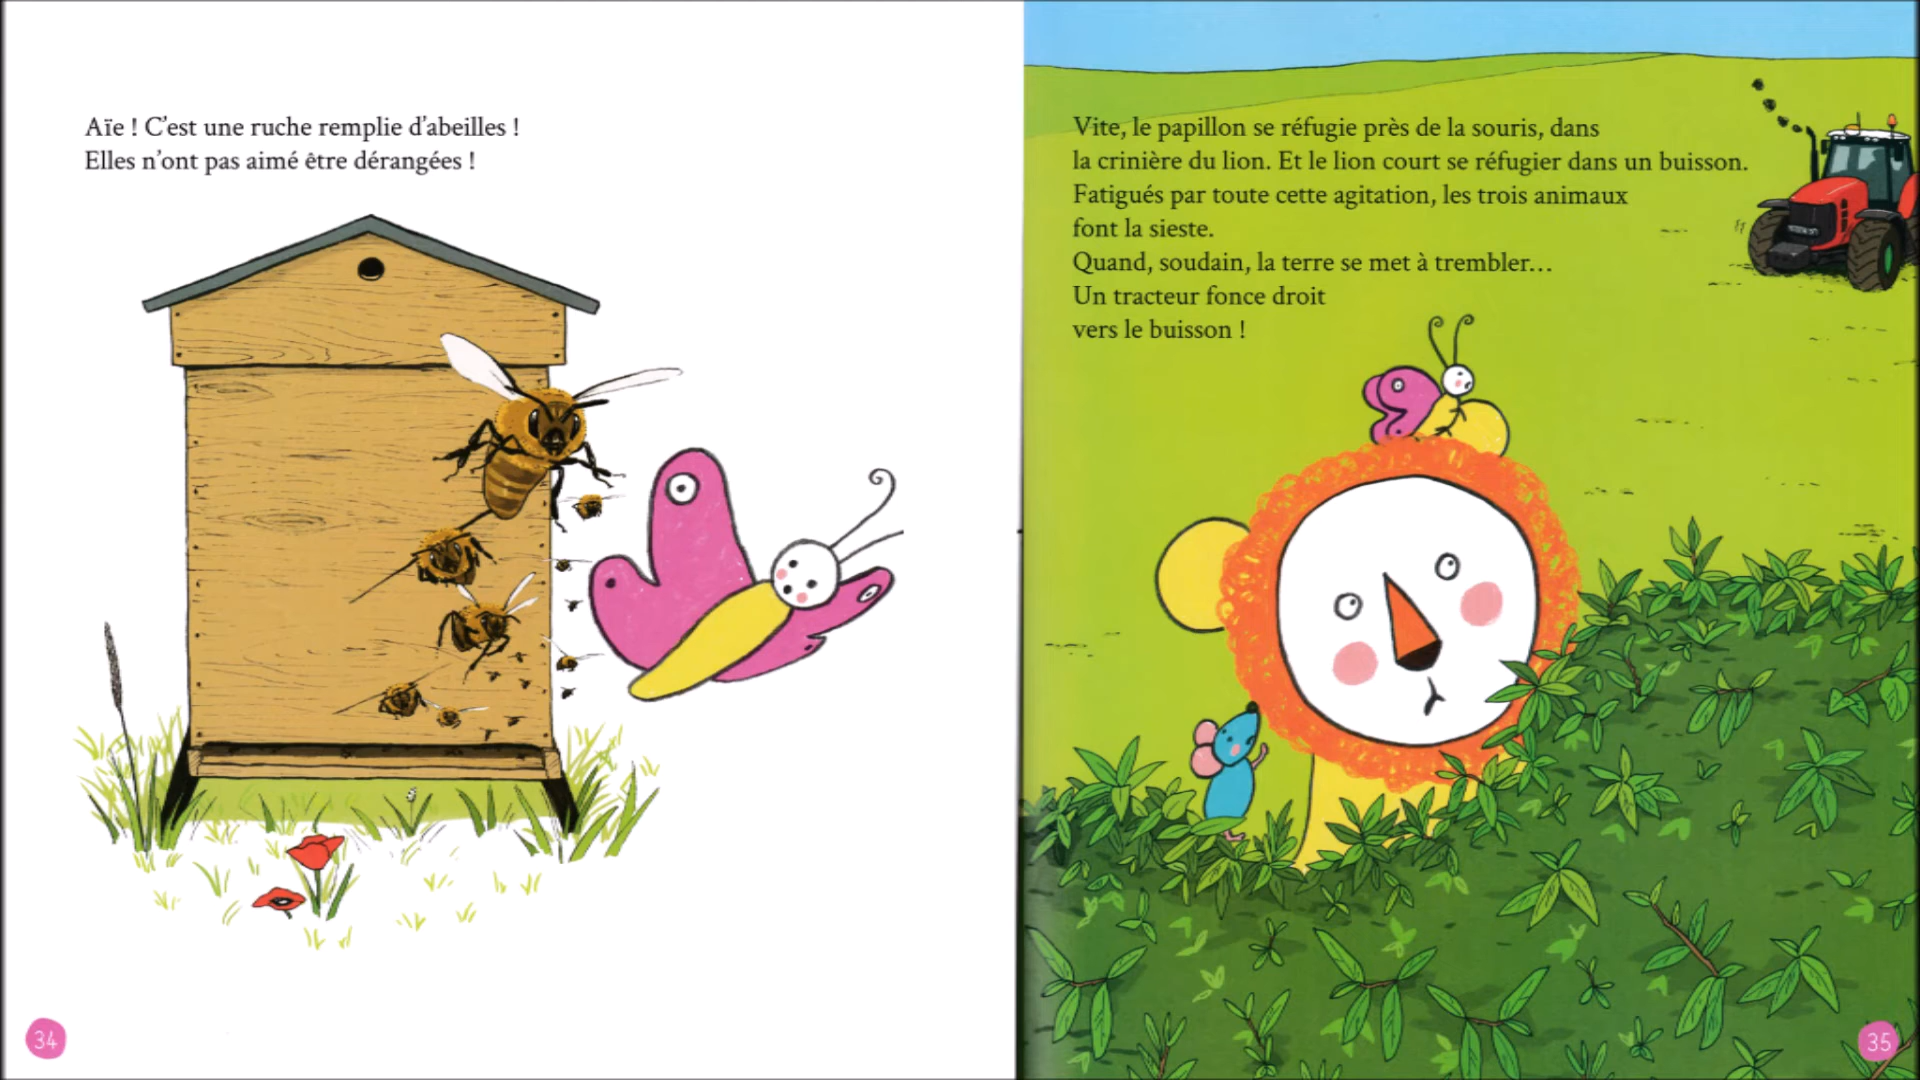 Aïe ! C'est une ruche remplie d'abeilles !
Elles n'ont pas aimé être dérangées !
34
Vite, le papillon se réfugie près de la souris, dans
la crinière du lion. Et le lion court se réfugier dans un buisson.
Fatigués par toute cette agitation, les trois animaux
font la sieste.
Quand, soudain, la terre se met à trembler…
Un tracteur fonce droit
vers le buisson !
35